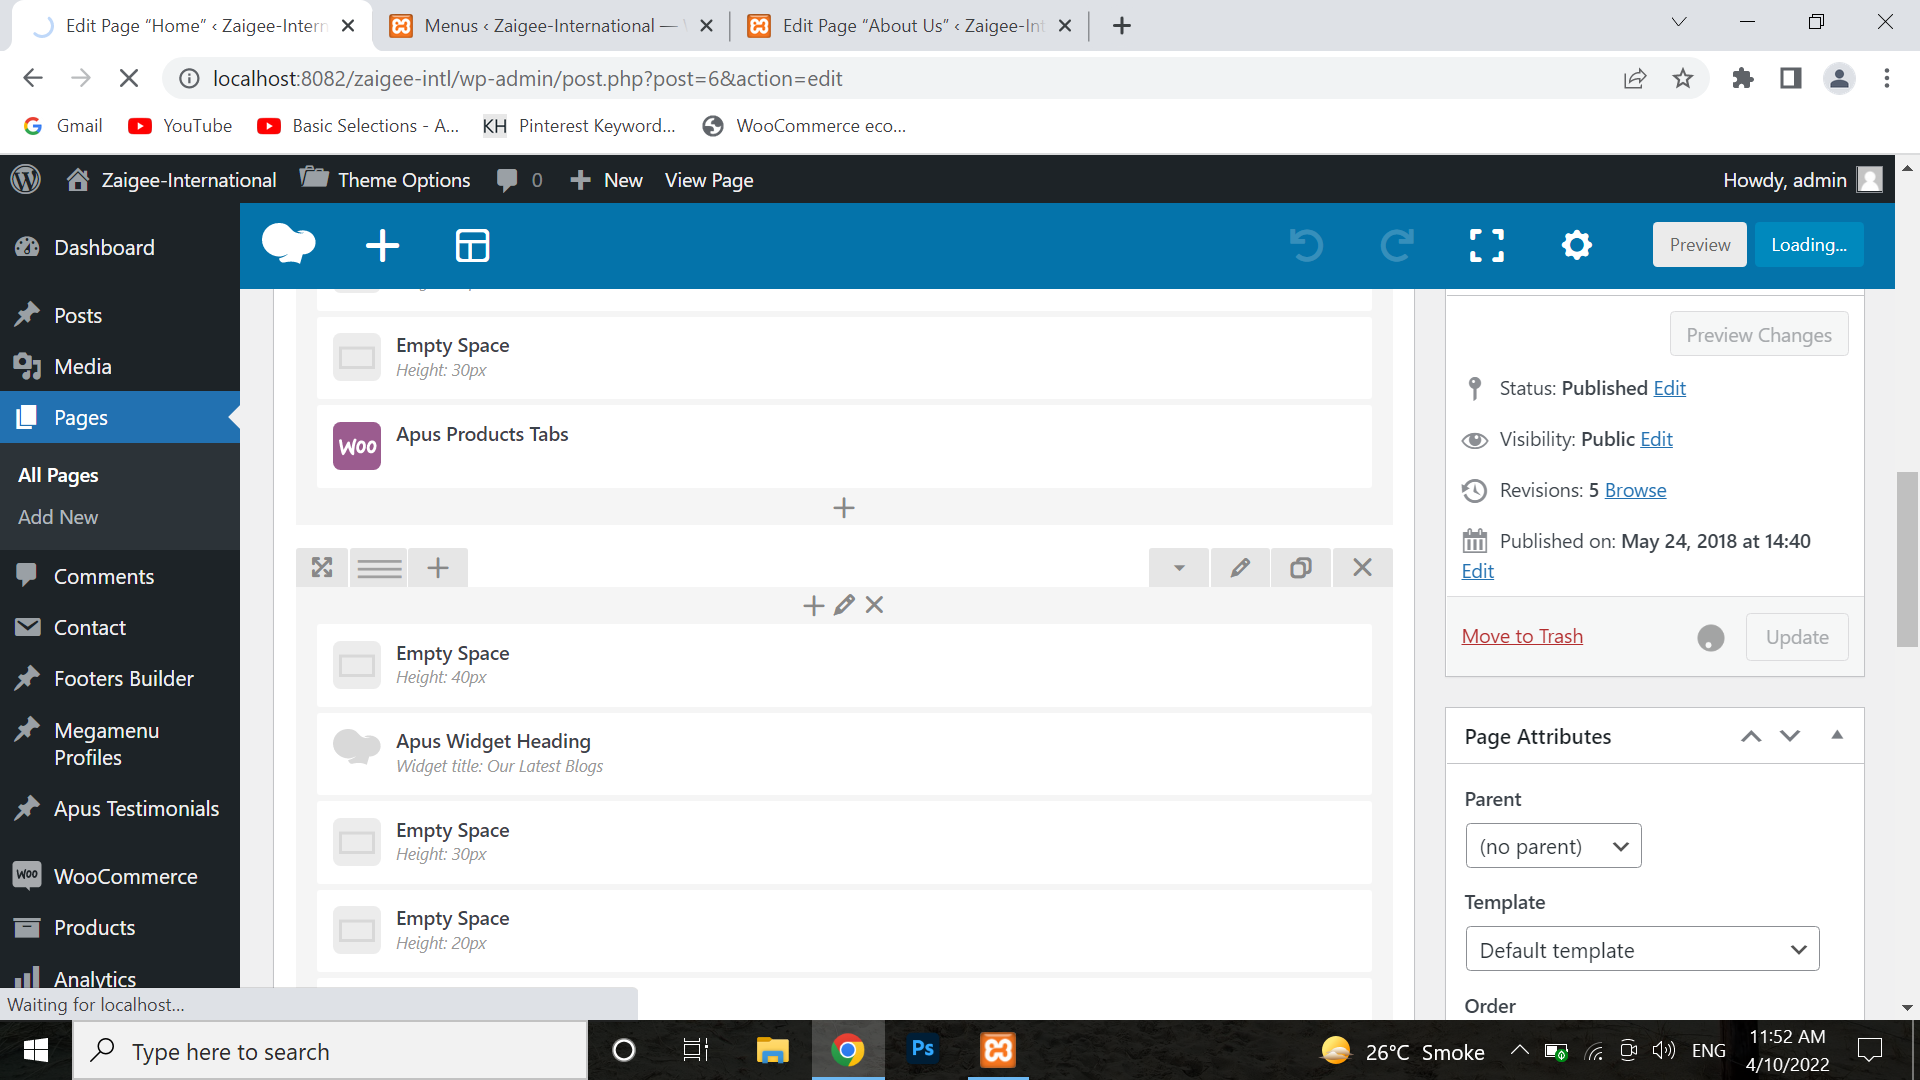 Edit Page “Home” ‹ Zaigee-Intern
Menus ‹ Zaigee-International —
Edit Page “About Us” ‹ Zaigee-Int
localhost:8082/zaigee-intl/wp-admin/post.php?post=6&action=edit
Gmail
YouTube
Basic Selections - A...
KH Pinterest Keyword...
WooCommerce eco...
Zaigee-International
Theme Options
0
New
View Page
Howdy, admin
Dashboard
Posts
Media
Pages
All Pages
Add New
Comments
Contact
Footers Builder
Megamenu
Profiles
Apus Testimonials
Woo WooCommerce
Products
Analytics
Waiting for localhost...
Preview
Loading...
Empty Space
Height: 30px
Woo
Apus Products Tabs
Empty Space
Height: 40px
Apus Widget Heading
Widget title: Our Latest Blogs
Empty Space
Height: 30px
Empty Space
Height: 20px
Preview Changes
Status: Published Edit
Visibility: Public Edit
Revisions: 5 Browse
Published on: May 24, 2018 at 14:40
Edit
Move to Trash
Update
Page Attributes
Parent
(no parent)
Template
Default template
Order
Type here to search
Ps
26°C Smoke
ENG
11:52 AM
4/10/2022